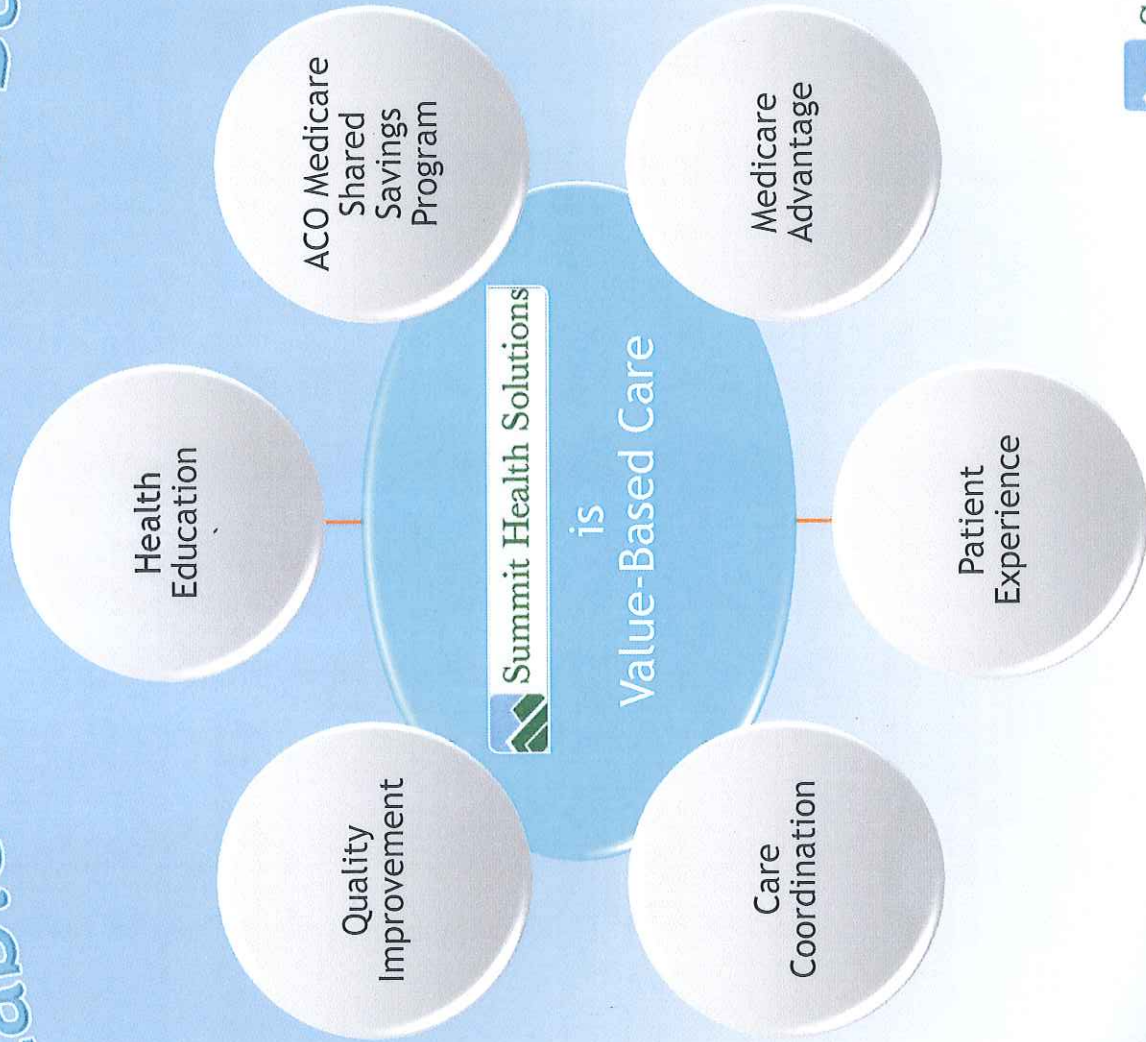 Health
Education
Quality
Improvement
ACO Medicare
Shared
Savings
Program
Summit Health Solutions
is
Value-Based Care
Care
Coordination
Medicare
Advantage
Patient
Experience